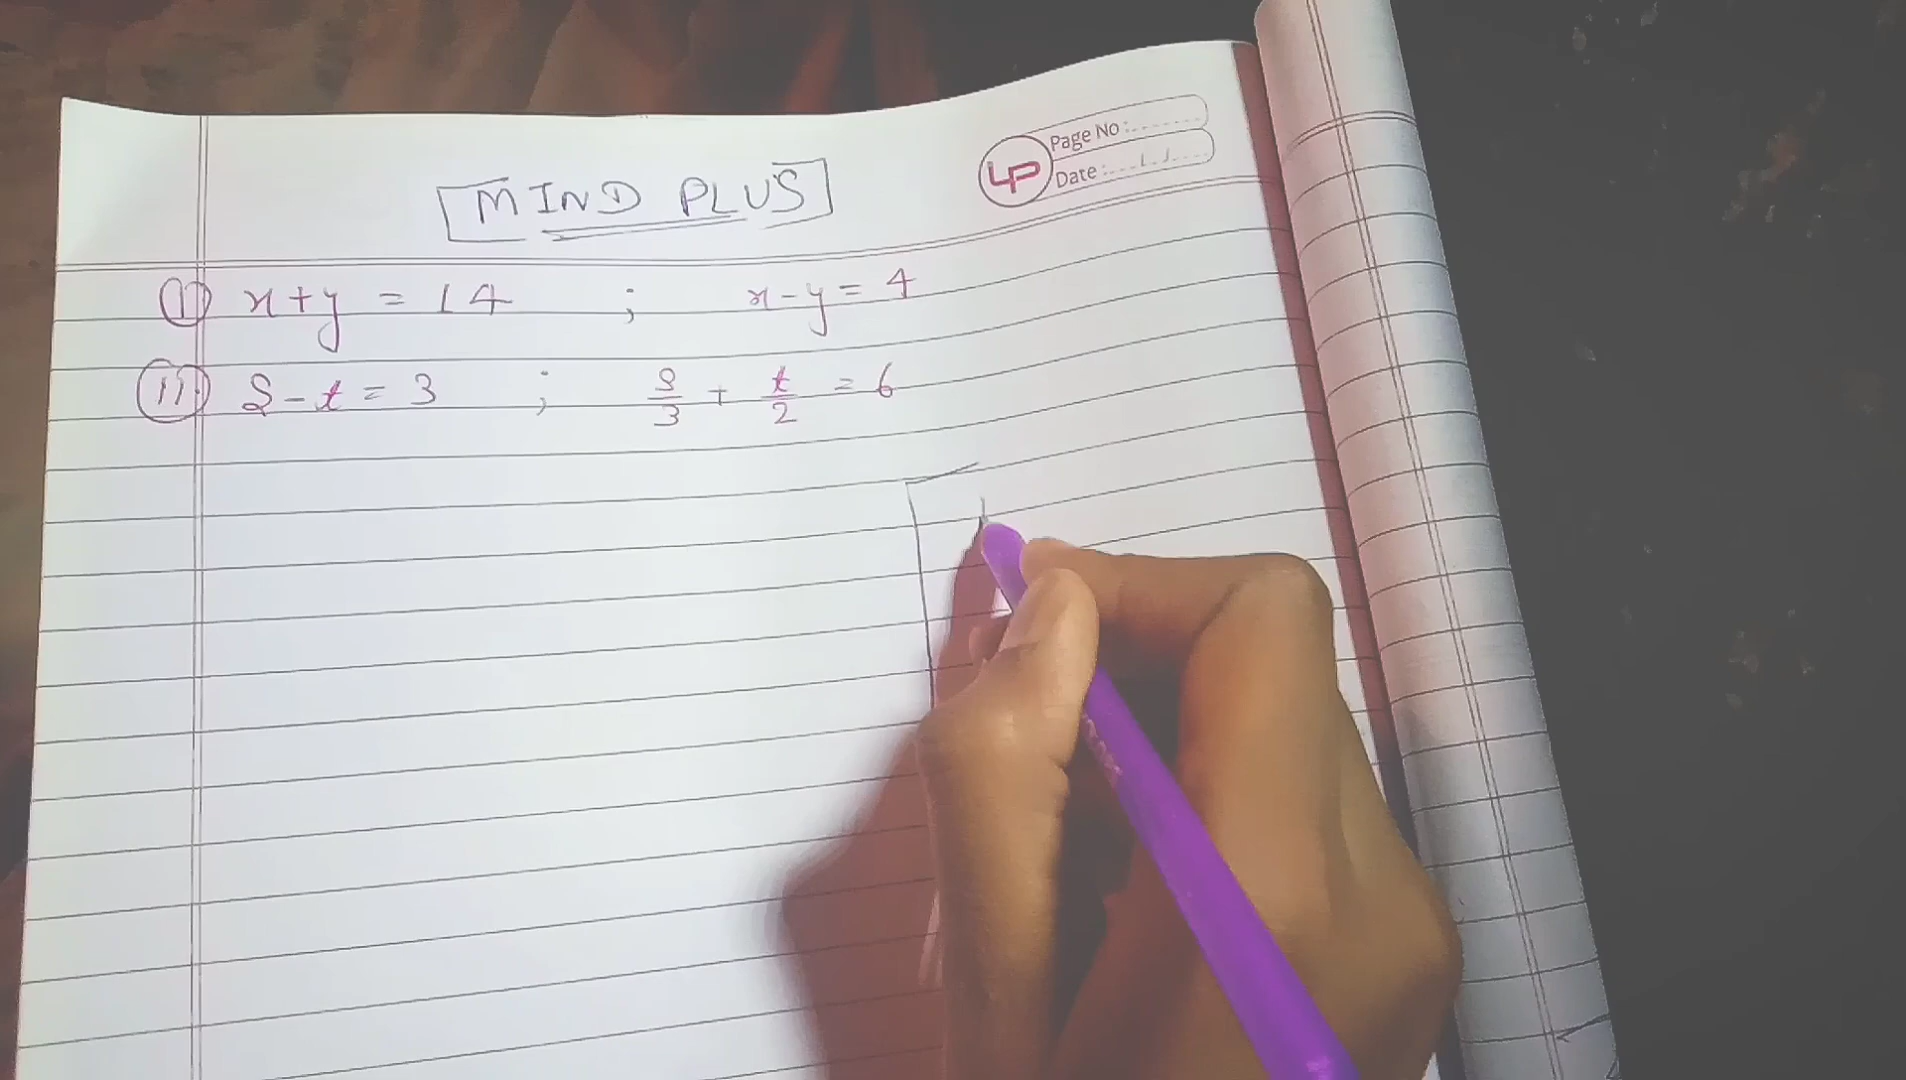 MIND PLUS
LP
Page No :
Date :
(I) x+y = 14 ; x-y = 4
(II) S-t = 3 ; S/3 + t/2 = 6